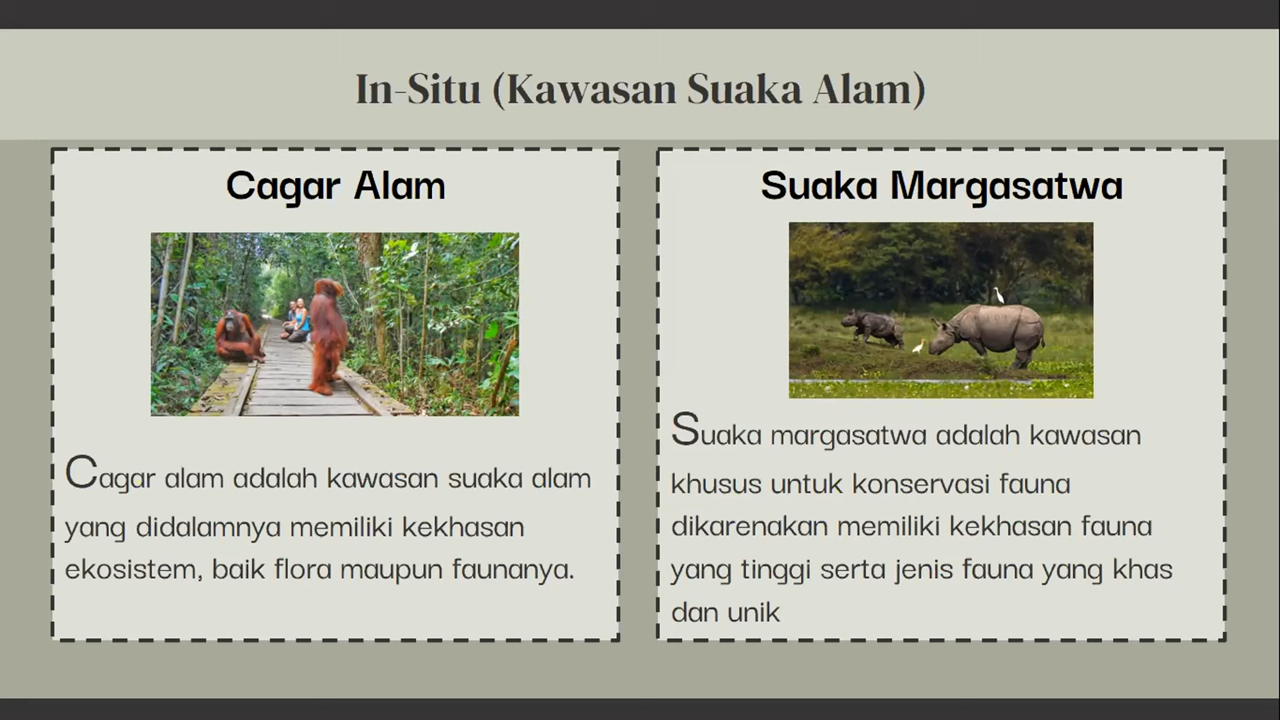 In-Situ (Kawasan Suaka Alam)
Cagar Alam
Cagar alam adalah kawasan suaka alam
yang didalamnya memiliki kekhasan
ekosistem, baik flora maupun faunanya.
Suaka Margasatwa
Suaka margasatwa adalah kawasan
khusus untuk konservasi fauna
dikarenakan memiliki kekhasan fauna
yang tinggi serta jenis fauna yang khas
dan unik